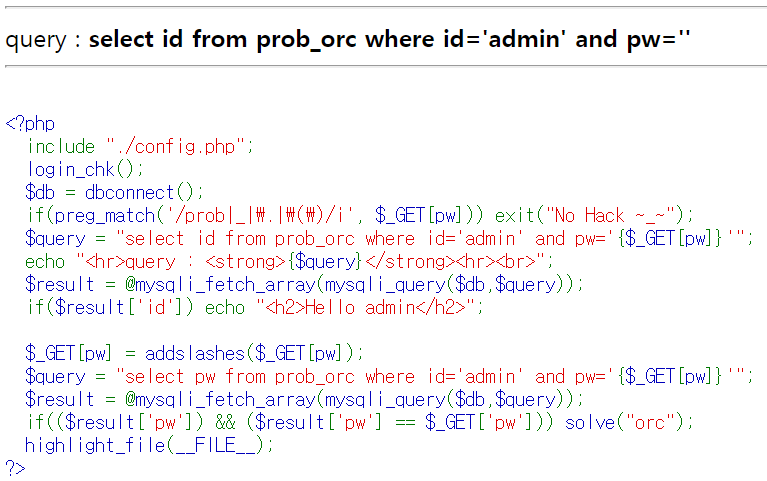 query : select id from prob_orc where id='admin' and pw=''
<?php
include "./config.php";
login_chk();
$db = dbconnect();
if(preg_match('/prob|_|₩.|₩(₩)/i', $_GET[pw])) exit("No Hack ~_~");
$query = "select id from prob_orc where id='admin' and pw='{$_GET[pw]}'";
echo "<hr>query : <strong>{$query}</strong><hr><br>";
$result = @mysqli_fetch_array(mysqli_query($db,$query));
if($result['id']) echo "<h2>Hello admin</h2>";
$_GET[pw] = addslashes($_GET[pw]);
$query = "select pw from prob_orc where id='admin' and pw='{$_GET[pw]}'";
$result = @mysqli_fetch_array(mysqli_query($db,$query));
if(($result['pw']) && ($result['pw'] == $_GET['pw'])) solve("orc");
highlight_file(__FILE__);
?>